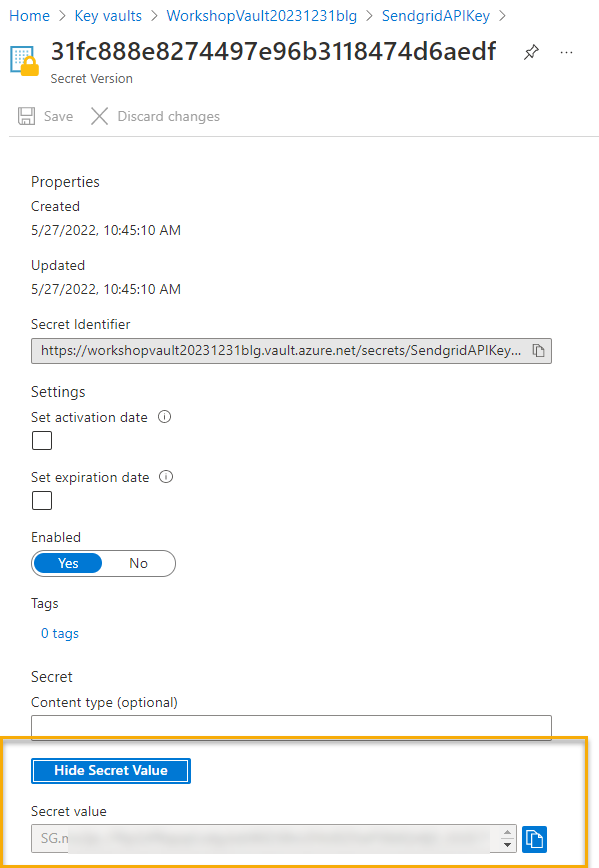 Home > Key vaults > WorkshopVault20231231blg > SendgridAPIKey >
31fc888e8274497e96b3118474d6aedf
Secret Version
Save Discard changes
Properties
Created
5/27/2022, 10:45:10 AM
Updated
5/27/2022, 10:45:10 AM
Secret Identifier
https://workshopvault20231231blg.vault.azure.net/secrets/SendgridAPIKey...
Settings
Set activation date
Set expiration date
Enabled
Yes No
Tags
0 tags
Secret
Content type (optional)
Hide Secret Value
Secret value